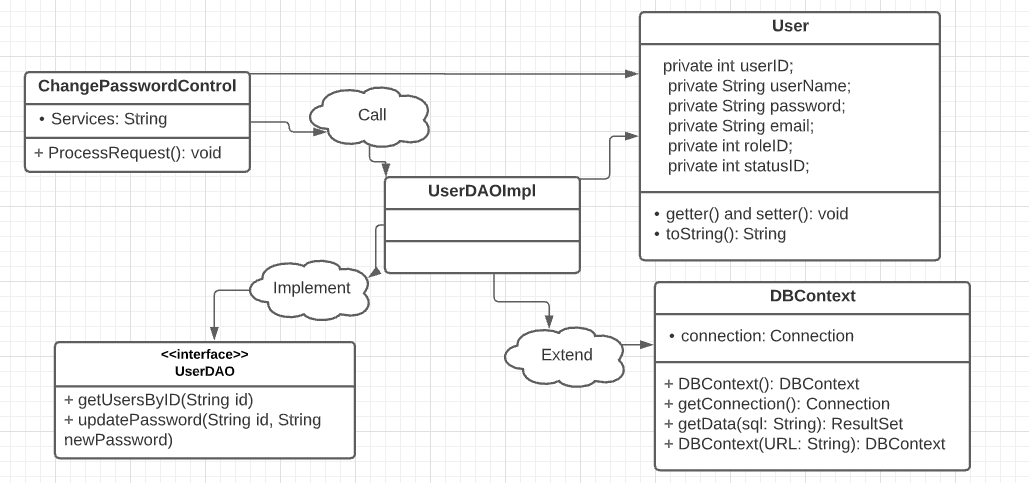 ChangePasswordControl
• Services: String
+ ProcessRequest(): void
Call
User
private int userID;
private String userName;
private String password;
private String email;
private int roleID;
private int statusID;
• getter() and setter(): void
• toString(): String
UserDAOImpl
Implement
<<interface>>
UserDAO
+ getUsersByID(String id)
+ updatePassword(String id, String
newPassword)
Extend
DBContext
• connection: Connection
+ DBContext(): DBContext
+ getConnection(): Connection
+ getData(sql: String): ResultSet
+ DBContext(URL: String): DBContext